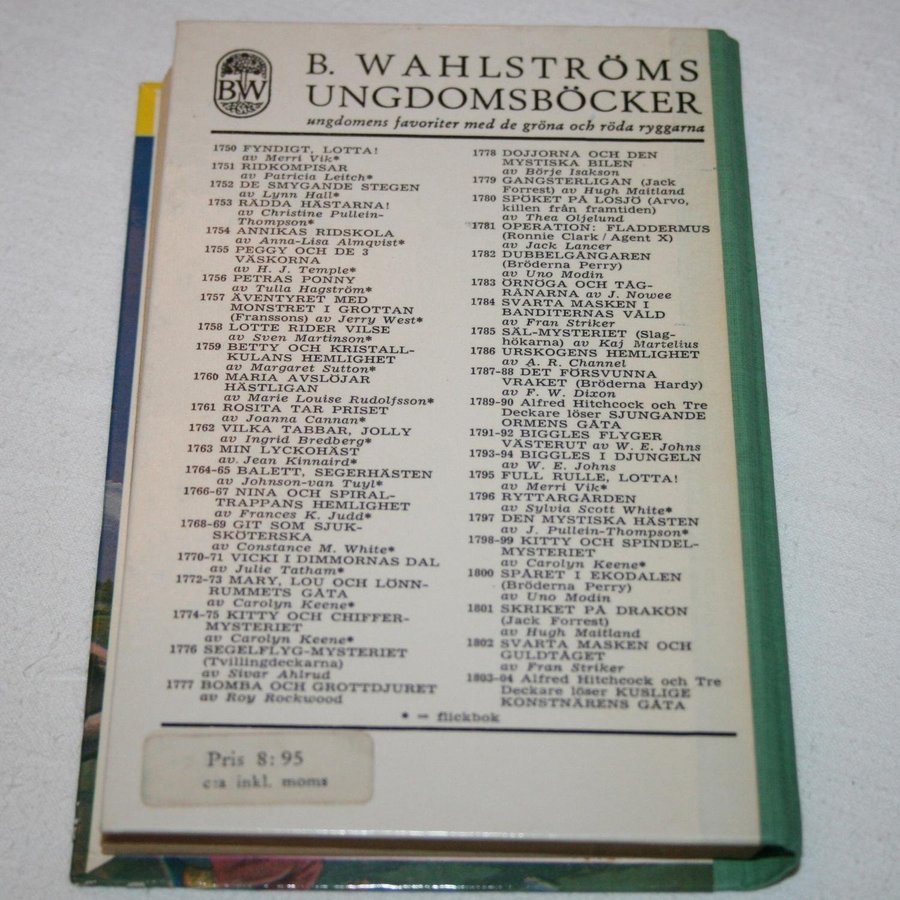 BW
B. WAHLSTRÖMS
UNGDOMSBÖCKER
ungdomens favoriter med de gröna och röda ryggarna
1750 FYNDIGT, LOTTA!
av Merri Vik*
1751 RIDKOMPISAR
av Patricia Leitch*
1752 DE SMYGANDE STEGEN
av Lynn Hall*
1753 RÄDDA HÄSTARNA!
av Christine Pullein-
Thompson*
1754 ANNIKAS RIDSKOLA
av Anna-Lisa Almqvist*
1755 PEGGY OCH DE 3
VÄSKORNA
av H. J. Temple*
1756 PETRAS PONNY
av Tulla Hagström*
1757 ÄVENTYRET MED
MONSTRET I GROTTAN
(Franssons) av Jerry West*
1758 LOTTE RIDER VILSE
av Sven Martinson*
1759 BETTY OCH KRISTALL-
KULANS HEMLIGHET
av Margaret Sutton*
1760 MARIA AVSLÖJAR
HÄSTLIGAN
av Marie Louise Rudolfsson*
1761 ROSITA TAR PRISET
av Joanna Cannan*
1762 VILKA TABBAR, JOLLY
av Ingrid Bredberg*
1763 MIN LYCKOHÄST
av Jean Kinnaird*
1764-65 BALETT, SEGERHÄSTEN
av Johnson-van Tuyl*
1766-67 NINA OCH SPIRAL-
TRAPPANS HEMLIGHET
av Frances K. Judd*
1768-69 GIT SOM SJUK-
SKÖTERSKA
av Constance M. White*
1770-71 VICKI I DIMMORNAS DAL
av Julie Tatham*
1772-73 MARY, LOU OCH LÖNN-
RUMMETS GÅTA
av Carolyn Keene*
1774-75 KITTY OCH CHIFFER-
MYSTERIET
av Carolyn Keene*
1776 SEGELFLYG-MYSTERIET
(Tvillingdeckarna)
av Sivar Ahlrud
1777 BOMBA OCH GROTTDJURET
av Roy Rockwood
1778 DOJJORNA OCH DEN
MYSTISKA BILEN
av Börje Isakson
1779 GANGSTERLIGAN (Jack
Forrest) av Hugh Maitland
1780 SPÖKET PÅ LOSJÖ (Arvo,
killen från framtiden)
av Thea Oljelund
1781 OPERATION: FLADDERMUS
(Ronnie Clark / Agent X)
av Jack Lancer
1782 DUBBELGÅNGAREN
(Bröderna Perry)
av Uno Modin
1783 ÖRNÖGA OCH TÅG-
RÅNARNA av J. Nowee
1784 SVARTA MASKEN I
BANDITERNAS VÅLD
av Fran Striker
1785 SÄL-MYSTERIET (Slag-
hökarna) av Kaj Martelius
1786 URSKOGENS HEMLIGHET
av A. R. Channel
1787-88 DET FÖRSVUNNA
VRAKET (Bröderna Hardy)
av F. W. Dixon
1789-90 Alfred Hitchcock och Tre
Deckare löser SJUNGANDE
ORMENS GÅTA
1791-92 BIGGLES FLYGER
VÄSTERUT av W. E. Johns
1793-94 BIGGLES I DJUNGELN
av W. E. Johns
1795 FULL RULLE, LOTTA!
av Merri Vik*
1796 RYTTARGÅRDEN
av Sylvia Scott White*
1797 DEN MYSTISKA HÄSTEN
av J. Pullein-Thompson*
1798-99 KITTY OCH SPINDEL-
MYSTERIET
av Carolyn Keene*
1800 SPÅRET I EKODALEN
(Bröderna Perry)
av Uno Modin
1801 SKRIKET PÅ DRAKÖN
(Jack Forrest)
av Hugh Maitland
1802 SVARTA MASKEN OCH
GULDTÅGET
av Fran Striker
1803-04 Alfred Hitchcock och Tre
Deckare löser KUSLIGE
KONSTNÄRENS GÅTA
* = flickbok
Pris 8:95
c:a inkl. moms